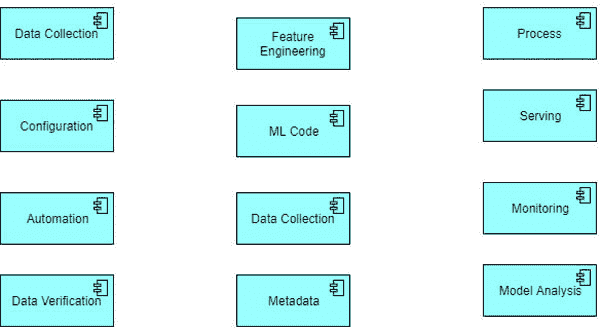 Data Collection
Feature
Engineering
Process
Configuration
ML Code
Serving
Automation
Data Collection
Monitoring
Data Verification
Metadata
Model Analysis